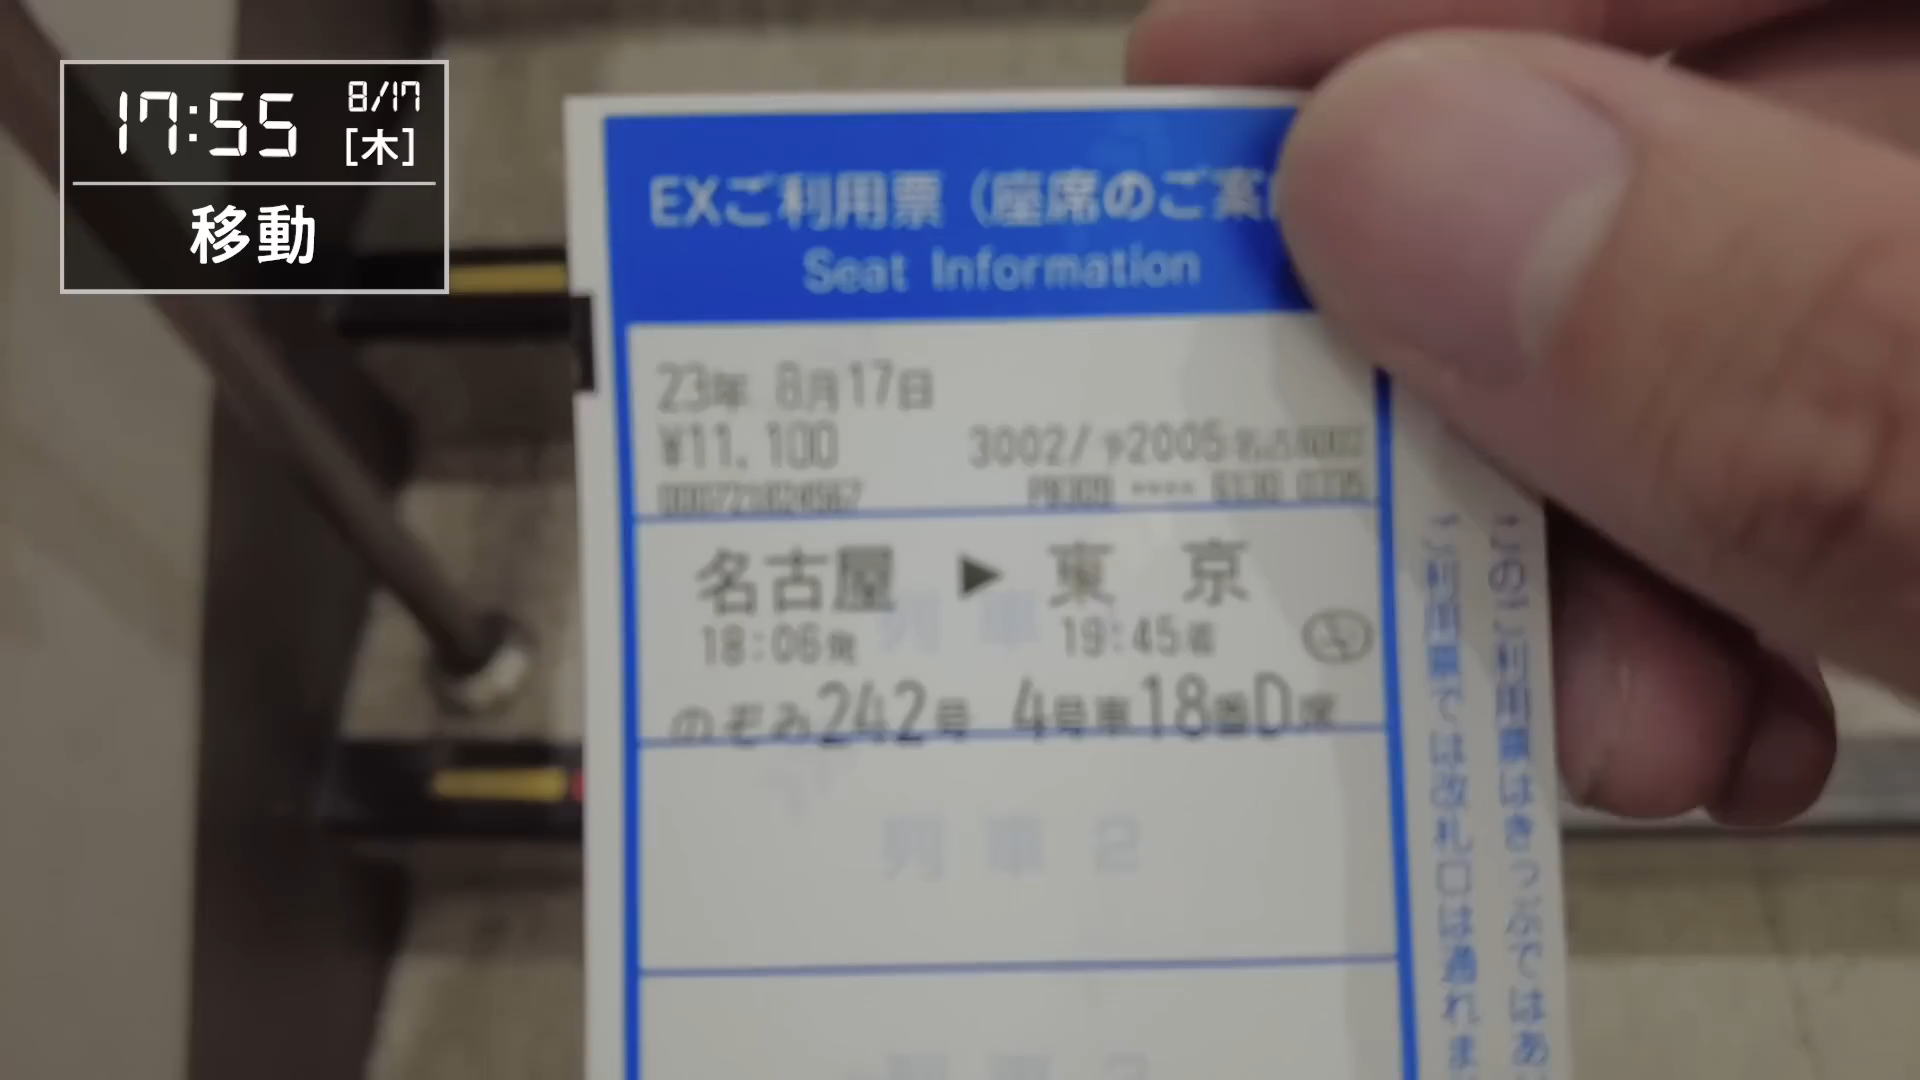 17:55
8/17
[木]
移動
EXご利用票（座席のご案
Seat Information
23年 8月17日
¥11,100
3002/
2005
名古屋 ▶ 東 京
18:06発 19:45着
のぞみ242号 4号車18番D席
列 車 2
このご利用票はきっぷではあ
ご利用票では改札口は通れま